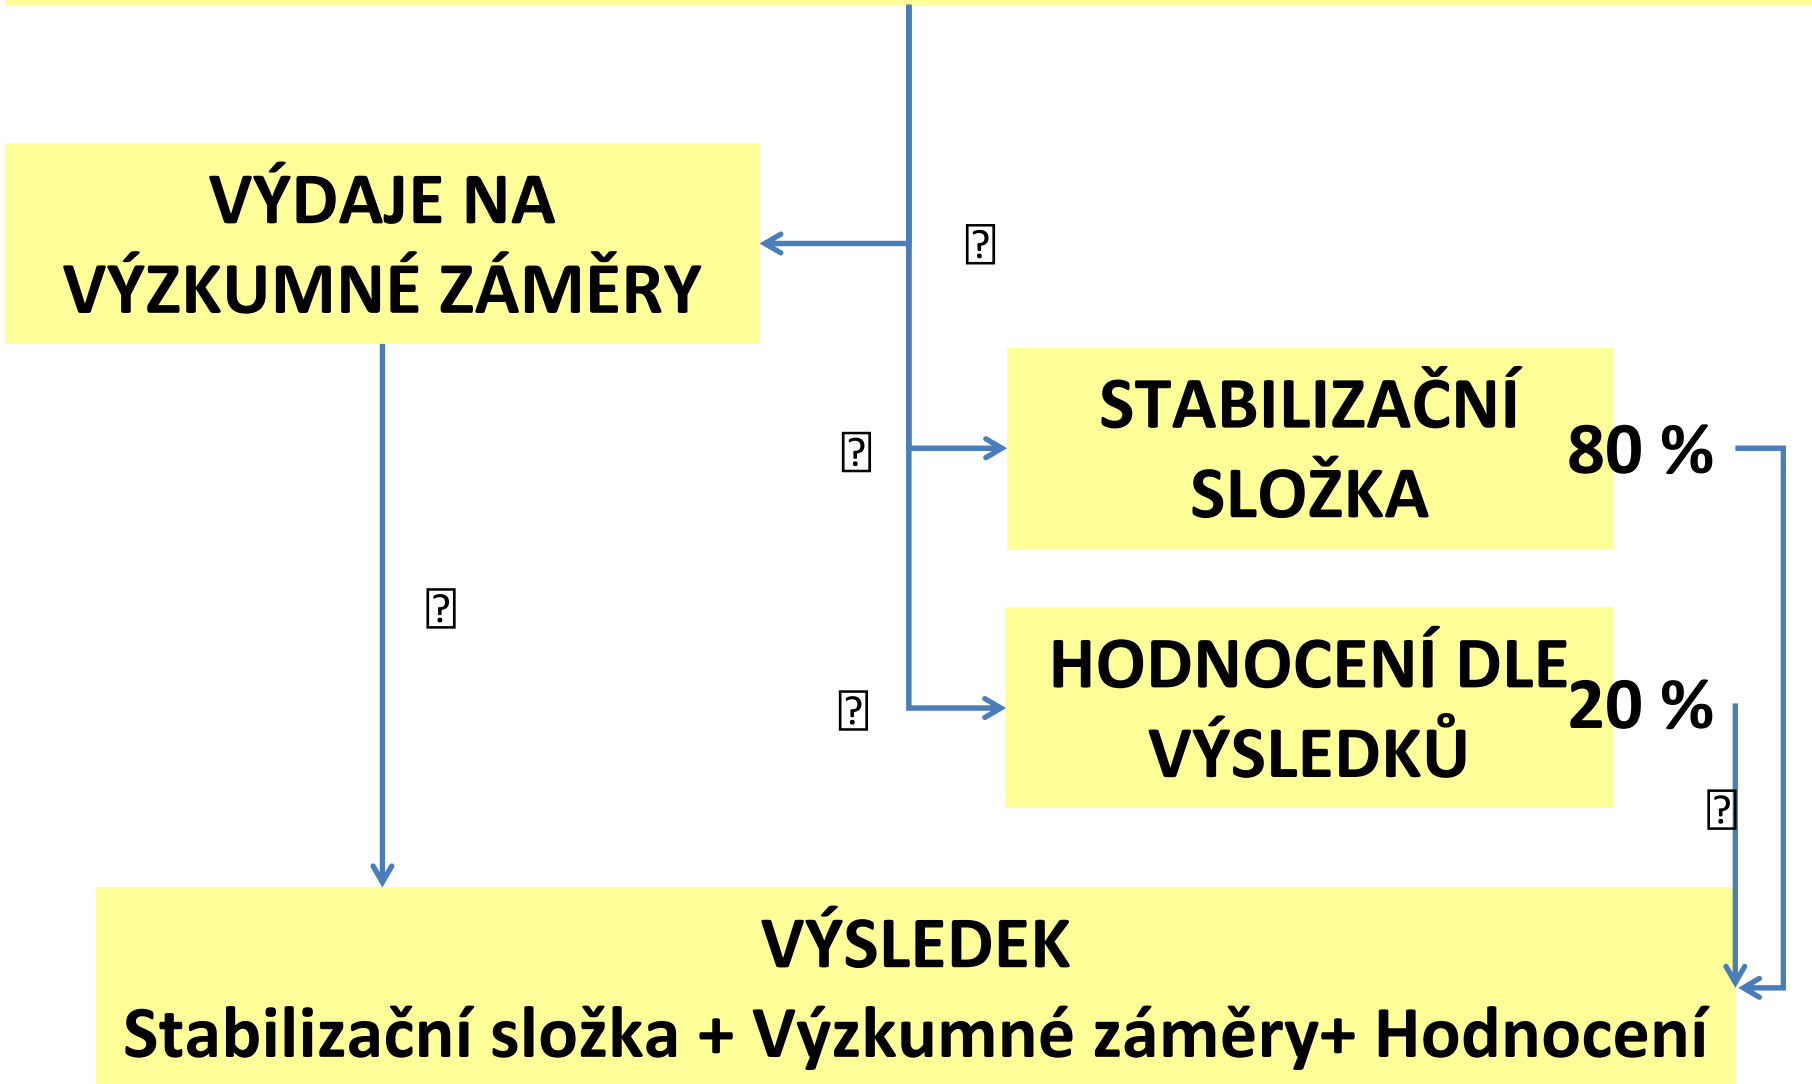 VÝDAJE NA
VÝZKUMNÉ ZÁMĚRY
STABILIZAČNÍ
SLOŽKA
80 %
HODNOCENÍ DLE
VÝSLEDKŮ
20 %
VÝSLEDEK
Stabilizační složka + Výzkumné záměry+ Hodnocení